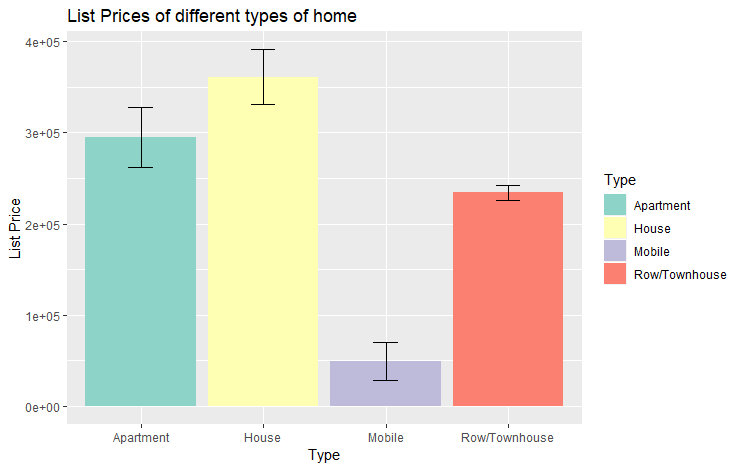 List Prices of different types of home
4e+05
3e+05
2e+05
1e+05
0e+00
List Price
Apartment
House
Mobile
Row/Townhouse
Type
Type
Apartment
House
Mobile
Row/Townhouse